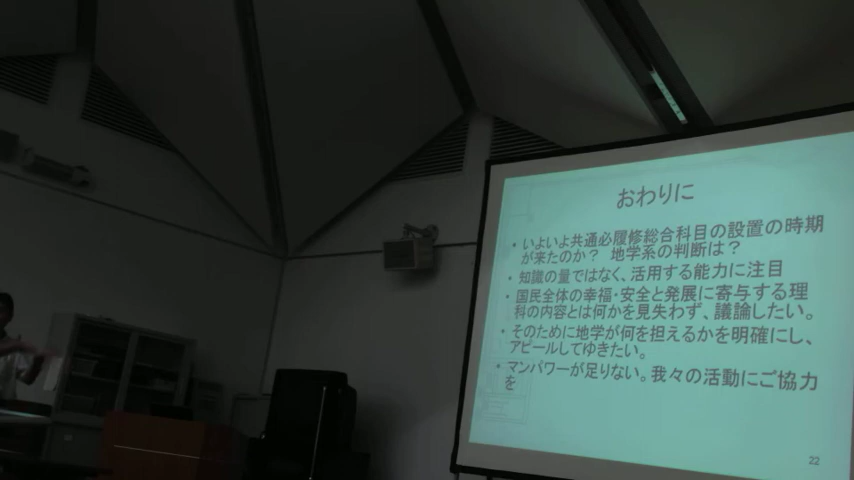 おわりに
・いよいよ共通必履修総合科目の設置の時期
が来たのか？ 地学系の判断は？
・知識の量ではなく、活用する能力に注目
・国民全体の幸福・安全と発展に寄与する理
科の内容とは何かを見失わず、議論したい。
・そのために地学が何を担えるかを明確にし、
アピールしてゆきたい。
・マンパワーが足りない。我々の活動にご協力
を
22